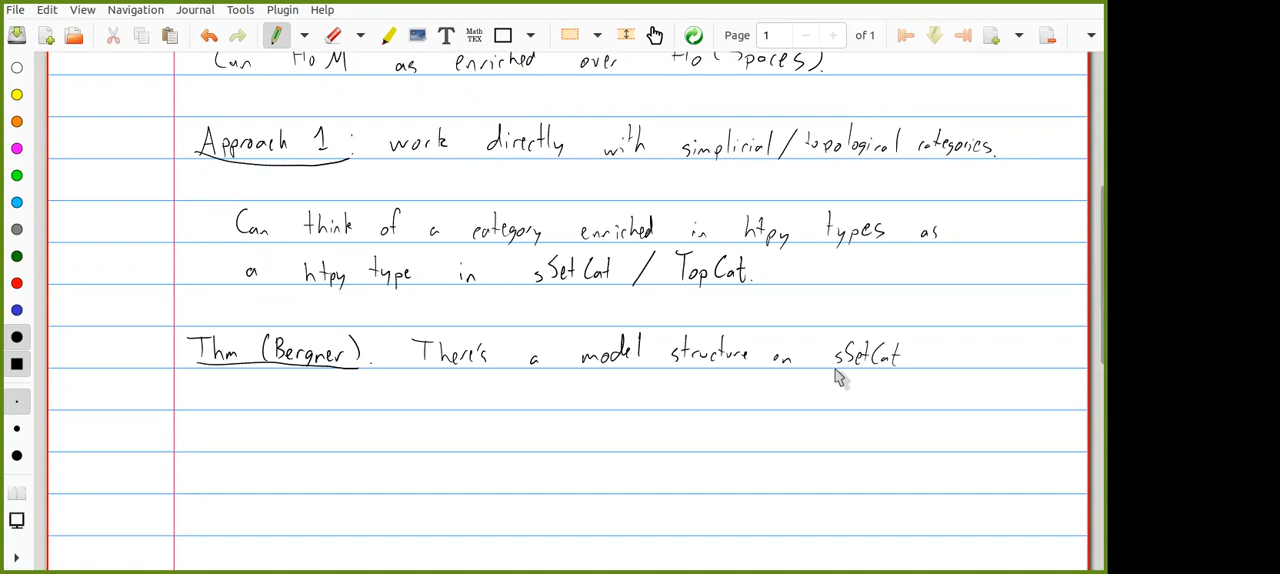 File Edit View Navigation Journal Tools Plugin Help
Math TEX Page 1 of 1
Can Ho M as enriched over Ho(Spaces).
Approach 1: work directly with simplicial/topological categories.
Can think of a category enriched in htpy types as
a htpy type in sSetCat / TopCat.
Thm (Bergner). There's a model structure on sSetCat